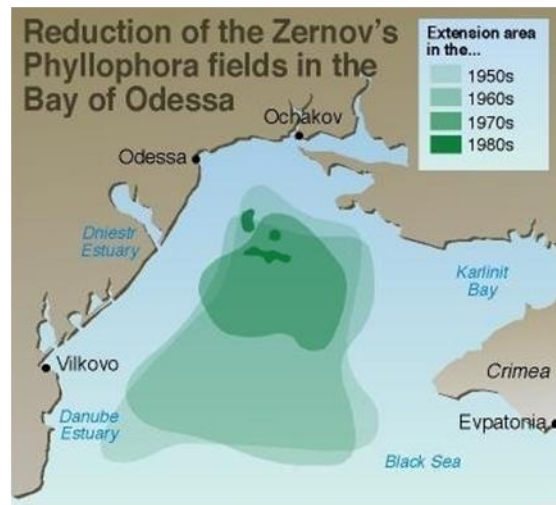 Reduction of the Zernov's
Phyllophora fields in the
Bay of Odessa
Extension area
in the...
1950s
1960s
1970s
1980s
Ochakov
Odessa
Dniestr
Estuary
Karlinit
Bay
Vilkovo
Crimea
Danube
Estuary
Evpatonia
Black Sea